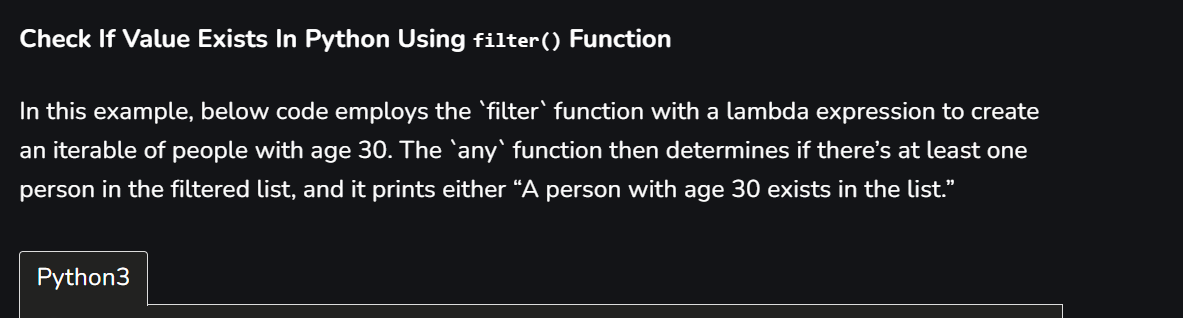 Check If Value Exists In Python Using filter() Function
In this example, below code employs the `filter` function with a lambda expression to create
an iterable of people with age 30. The `any` function then determines if there’s at least one
person in the filtered list, and it prints either “A person with age 30 exists in the list.”
Python3